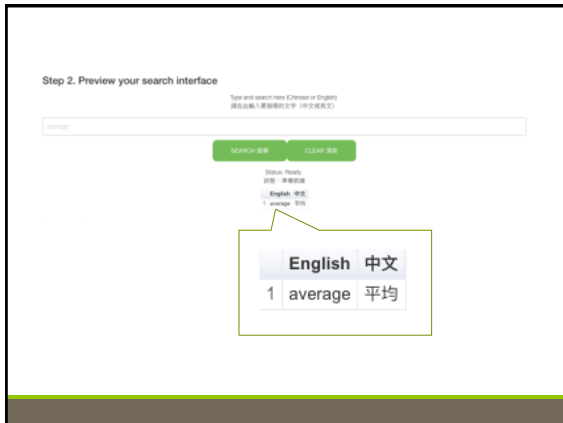 Step 2. Preview your search interface
Type and search here (Chinese or English)
請在此輸入要搜尋的文字（中文或英文）
average
SEARCH 搜尋 CLEAR 清除
Status: Ready
狀態：準備就緒
English 中文
1 average 平均
English 中文
1 average 平均